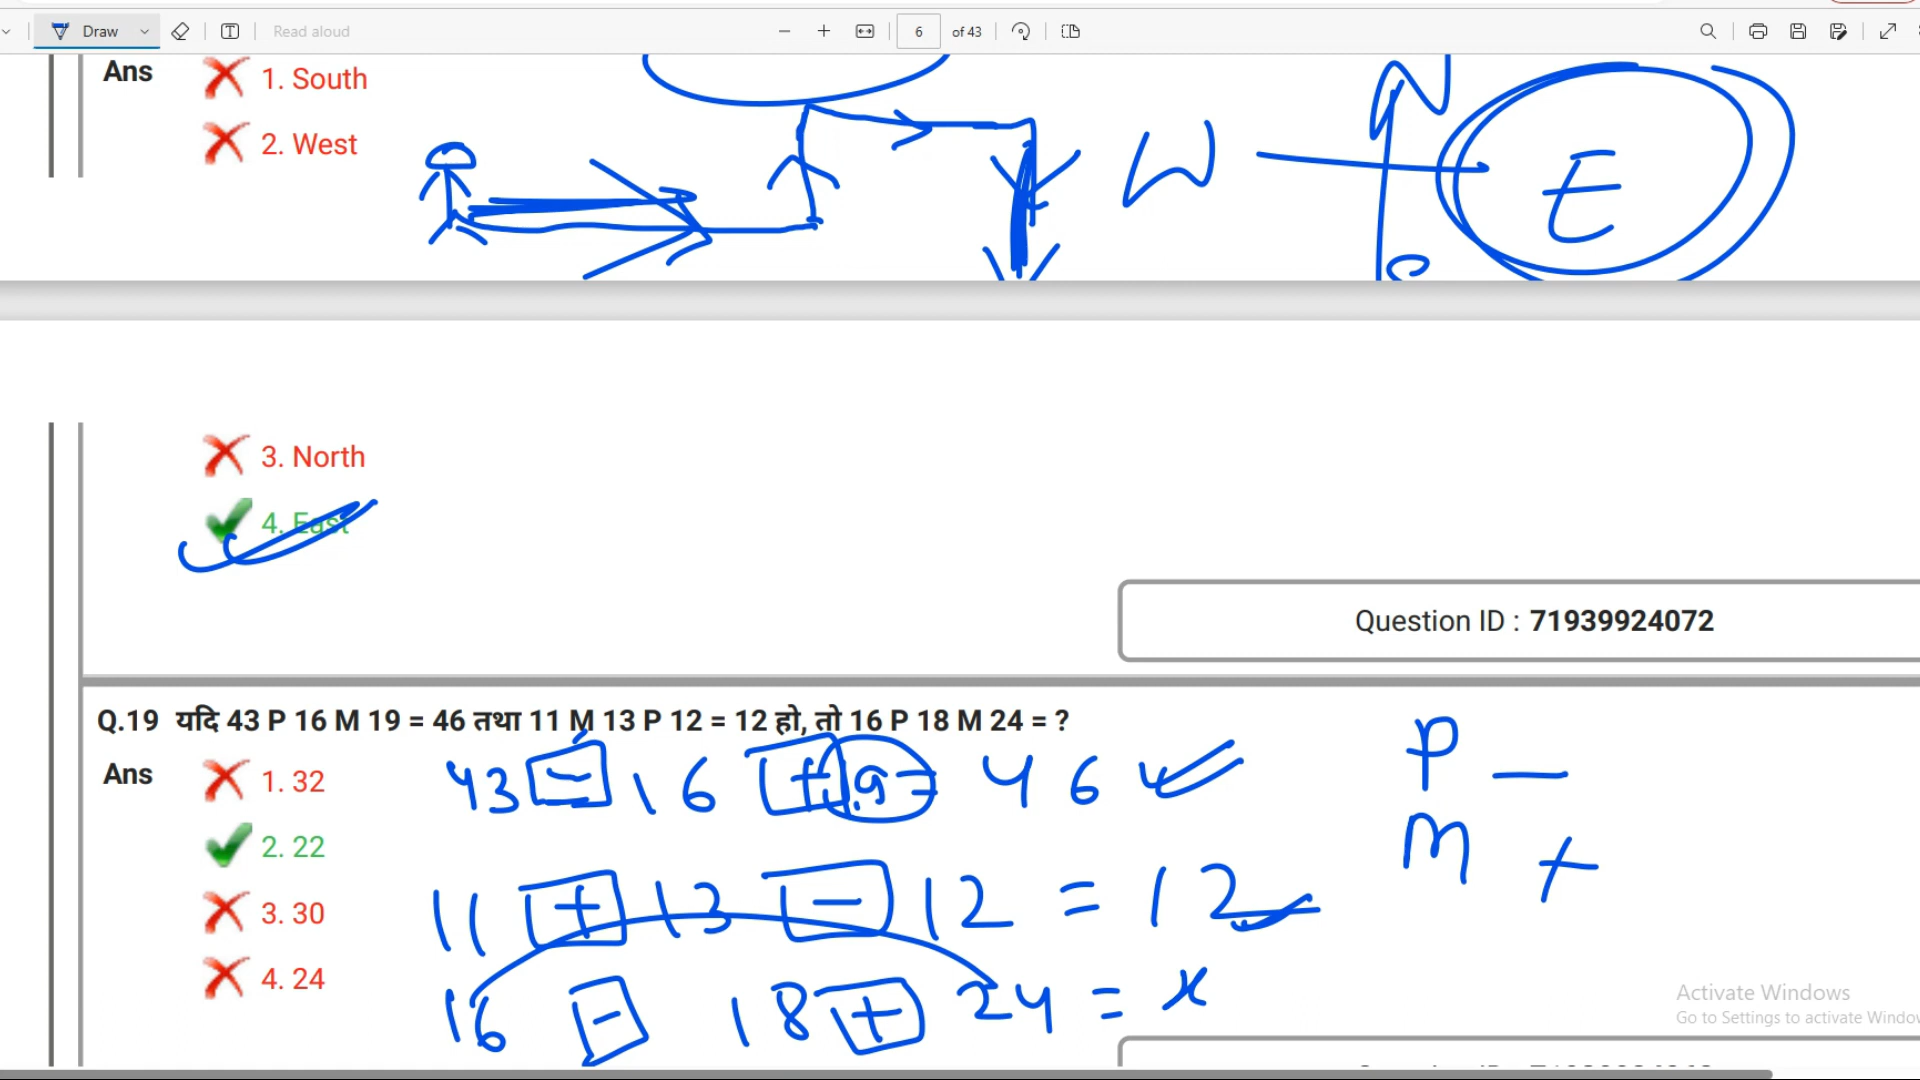 Draw
Read aloud
6 of 43
Ans
1. South
2. West
W
N
E
S
3. North
4. East
Question ID : 71939924072
Q.19 यदि 43 P 16 M 19 = 46 तथा 11 M 13 P 12 = 12 हो, तो 16 P 18 M 24 = ?
Ans
1. 32
2. 22
3. 30
4. 24
43 - 16 + 19 = 46
P —
M +
11 + 13 - 12 = 12
16 - 18 + 24 = x
Activate Windows
Go to Settings to activate Window